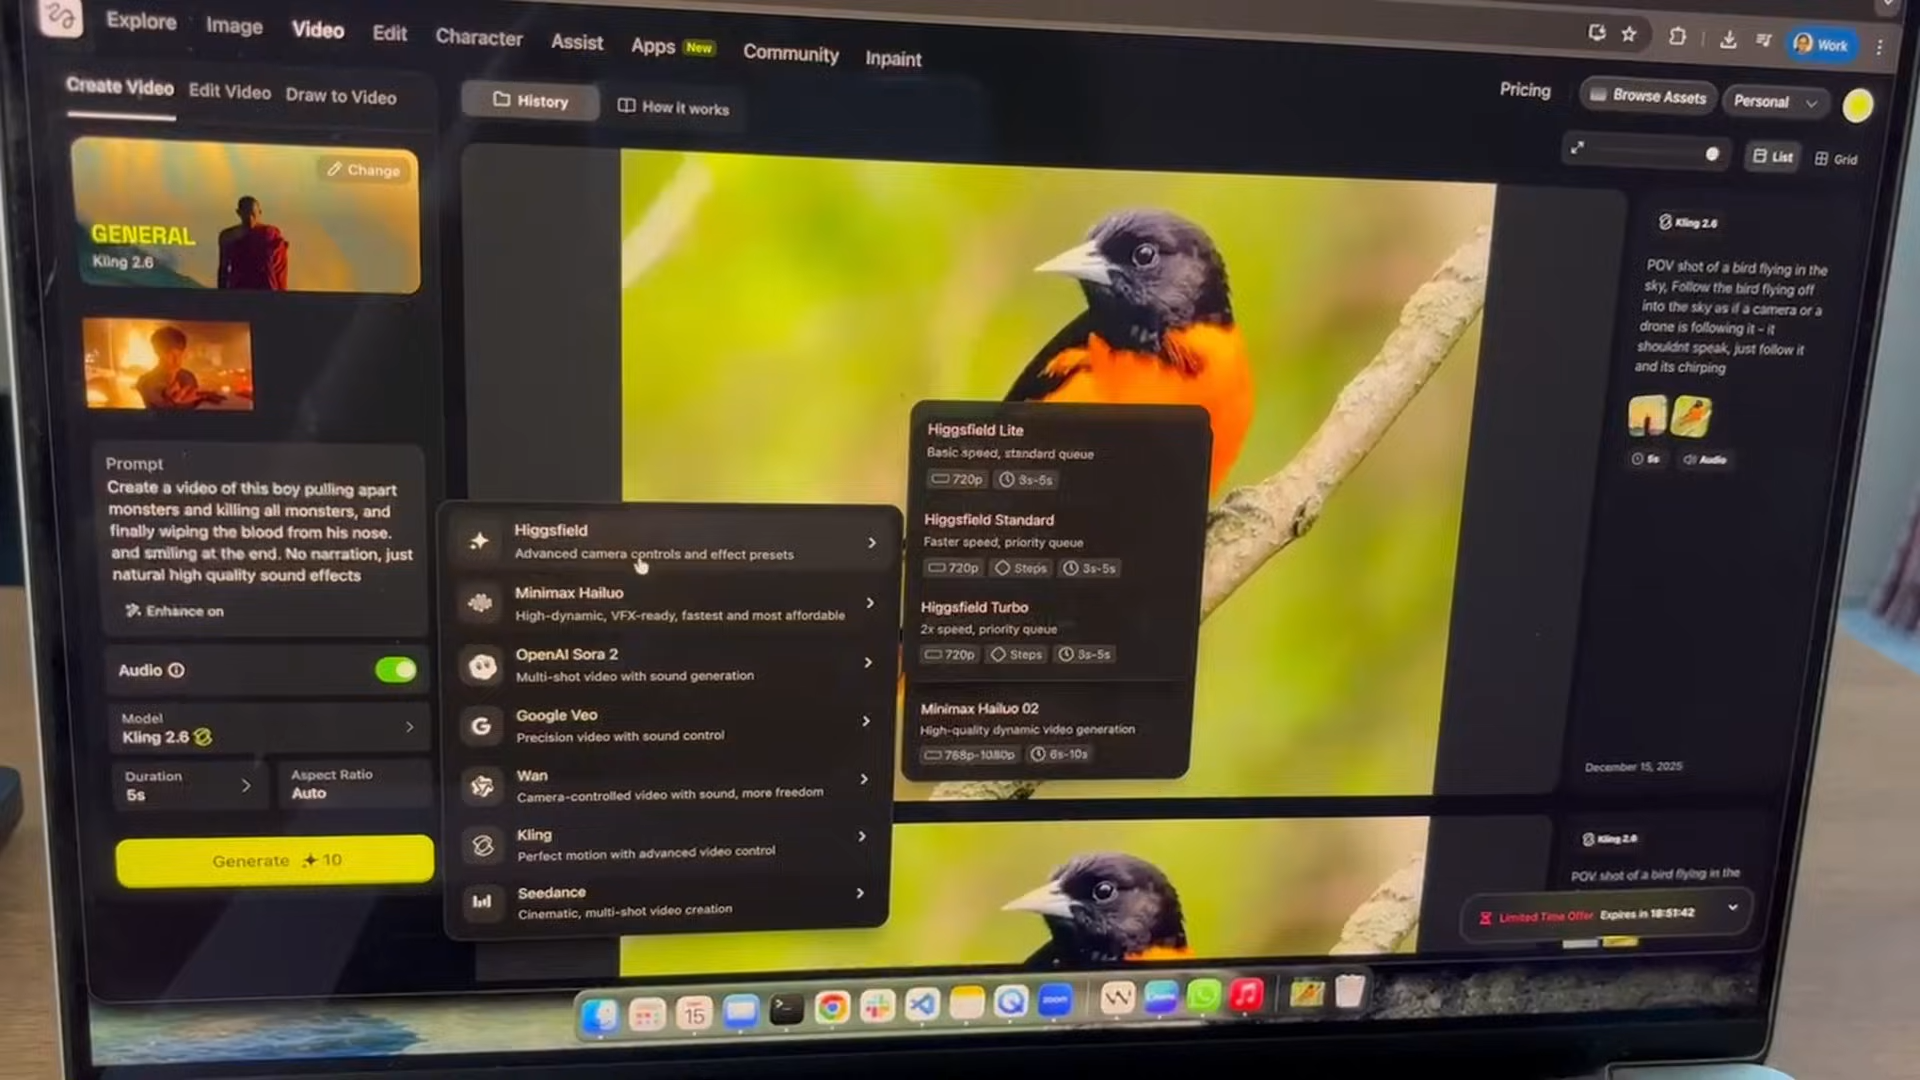 Explore
Image
Video
Edit
Character
Assist
Apps New
Community
Inpaint
Work
Pricing
Browse Assets
Personal
Create Video
Edit Video
Draw to Video
History
How it works
List
Grid
Change
GENERAL
Kling 2.6
Prompt
Create a video of this boy pulling apart
monsters and killing all monsters, and
finally wiping the blood from his nose.
and smiling at the end. No narration, just
natural high quality sound effects
Enhance on
Audio
Model
Kling 2.6
Duration
5s
Aspect Ratio
Auto
Generate 10
Higgsfield
Advanced camera controls and effect presets
Minimax Hailuo
High-dynamic, VFX-ready, fastest and most affordable
OpenAI Sora 2
Multi-shot video with sound generation
Google Veo
Precision video with sound control
Wan
Camera-controlled video with sound, more freedom
Kling
Perfect motion with advanced video control
Seedance
Cinematic, multi-shot video creation
Higgsfield Lite
Basic speed, standard queue
720p 3s-5s
Higgsfield Standard
Faster speed, priority queue
720p Steps 3s-5s
Higgsfield Turbo
2x speed, priority queue
720p Steps 3s-5s
Minimax Hailuo 02
High-quality dynamic video generation
768p-1080p 6s-10s
Kling 2.6
POV shot of a bird flying in the
sky, Follow the bird flying off
into the sky as if a camera or a
drone is following it - it
shouldnt speak, just follow it
and its chirping
5s Audio
December 15, 2025
Kling 2.6
POV shot of a bird flying in the
Limited Time Offer Expires in 18:51:42
15
zoom